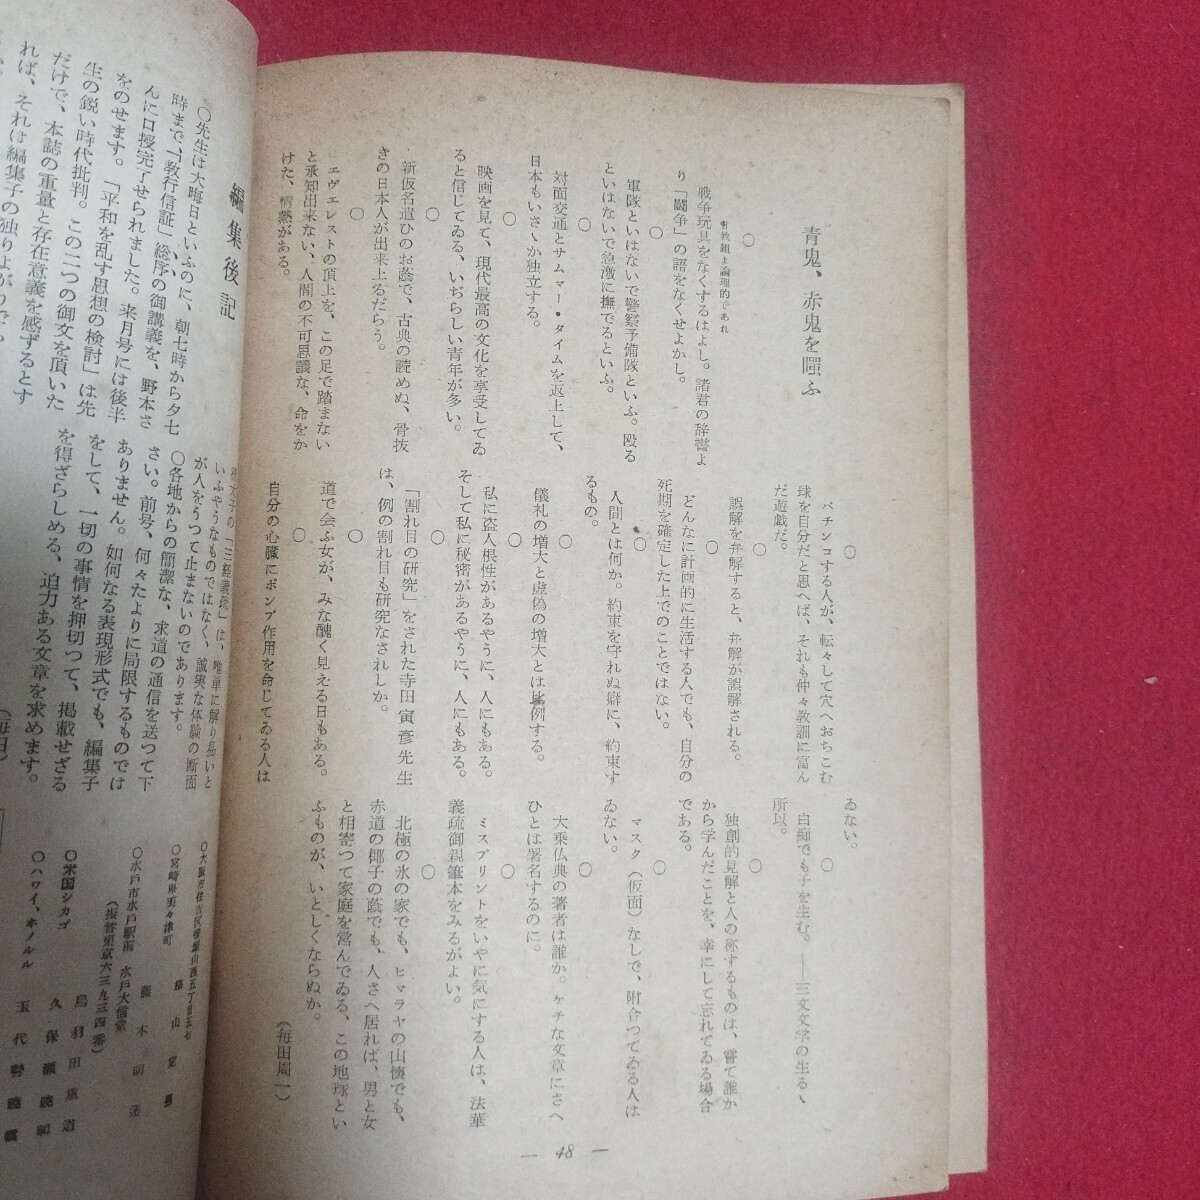 青鬼、赤鬼を嗤ふ
〇
戦争玩具をなくするはよし。諸君の辞書よ
り「闘争」の語をなくせよかし。
〇
軍隊といはないで警察予備隊といふ。殴る
といはないで急激に撫でるといふ。
〇
対面交通とサムマー・タイムを返上して、
日本もいさゝか独立する。
〇
映画を見て、現代最高の文化を享受してゐ
ると信じてゐる、いぢらしい青年が多い。
〇
新仮名遣ひのお蔭で、古典の読めぬ、骨抜
きの日本人が出来上るだらう。
〇
エヴェレストの頂上を、この足で踏まない
と承知出来ない、人間の不可思議な、命をか
けた、情熱がある。
〇
パチンコする人が、転々して穴へおちこむ
球を自分だと思へば、それも仲々教訓に富ん
だ遊戯だ。
〇
誤解を弁解すると、弁解が誤解される。
〇
どんなに計画的に生活する人でも、自分の
死期を確定した上でのことではない。
〇
人間とは何か。約束を守れぬ癖に、約束す
るもの。
〇
儀礼の増大と虚偽の増大とは比例する。
〇
私に盗人根性があるやうに、人にもある。
そして私に秘密があるやうに、人にもある。
〇
「割れ目の研究」をされた寺田寅彦先生
は、例の割れ目も研究なされしか。
〇
道で会ふ女が、みな醜く見える日もある。
〇
自分の心臓にポンプ作用を命じてゐる人は
ゐない。
〇
白痴でも子を生む。――三文文学の生るゝ
所以。
〇
独創的見解と人の称するものは、嘗て誰か
から学んだことを、幸にして忘れてゐる場合
である。
〇
マスク(仮面)なしで、附合つてゐる人は
ゐない。
〇
大乗仏典の著者は誰か。ケチな文章にさへ
ひとは署名するのに。
〇
ミスプリントをいやに気にする人は、法華
義疏御親筆本をみるがよい。
〇
北極の氷の家でも、ヒマラヤの山懐でも、
赤道の椰子の蔭でも、人さへ居れば、男と女
と相寄つて家庭を営んでゐる、この地球とい
ふものが、いとしくならぬか。
(毎田周一)
― 48 ―
編集後記
〇先生は大晦日といふのに、朝七時から夕七
時まで、「教行信証」総序の御講義を、野本さ
んに口授完了せられました。来月号には後半
をのせます。「平和を乱す思想の検討」は先
生の鋭い時代批判。この二つの御文を頂いた
だけで、本誌の重量と存在意義を感ずるとす
れば、それは編集子の独りよがりで
「三経義疏」は、唯単に解り易いと
いふやうなものではなく、誠実な体験の断面
が人をうつて止まないのであります。
〇各地からの簡潔な、求道の通信を送つて下
さい。前号、何々たよりに局限するものでは
ありません。如何なる表現形式でも、編集子
をして、一切の事情を押切つて、掲載せざる
を得ざらしめる、迫力ある文章を求めます。
(毎田)
〇宮崎県美々津町
〇水戸市水戸駅前 水戸大信堂
(振替東京六三九三四番)
〇米国シカゴ
鳥羽田
久保瀬暁
〇ハワイ、ホノルル
玉代勢